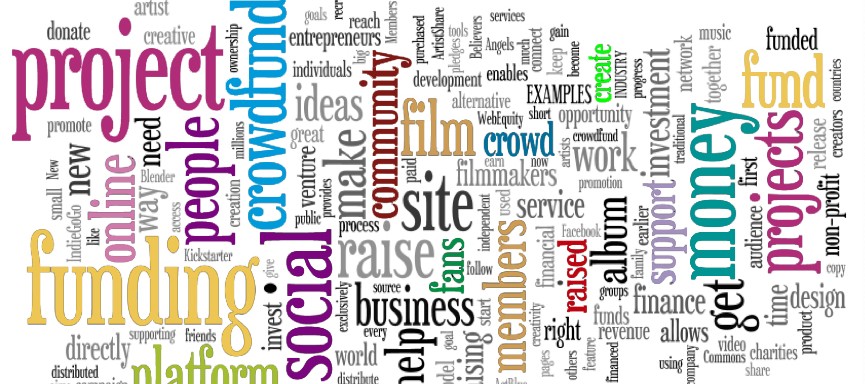 artist
goals
reach
Members
purchased
ArtistShare
tools
pledges
Believers
services
donate
creative
project
ownership
crowdfund
entrepreneurs
big
Angels
much
connect
keep
gain
become
create
INDUSTRY
progress
music
funded
individuals
development
enables
network
together
fund
countries
ideas
community
alternative
EXAMPLES
investment
promote
need
people
millions
great
film
WebEquity
short
opportunity
traditional
money
projects
release
creators
new
online
Blender
venture
make
crowd
crowdfund
artists
work
small
New
way
access
creation
public
provides
paid
earn
now
filmmakers
promotion
first
IndieGoGo
like
process
site
independent
used
service
album
earlier
support
audience
non-profit
Kickstarter
funding
give
social
raise
fans
follow
members
financial
Facebook
raised
family
copy
invest
exclusively
source
business
start
creativity
groups
finance
get
time
design
product
supporting
friends
every
help
goal
right
funds
revenue
allows
directly
platform
world
pages
others
feature
financed
using
company
video
Commons
charities
share
distributed
distribute